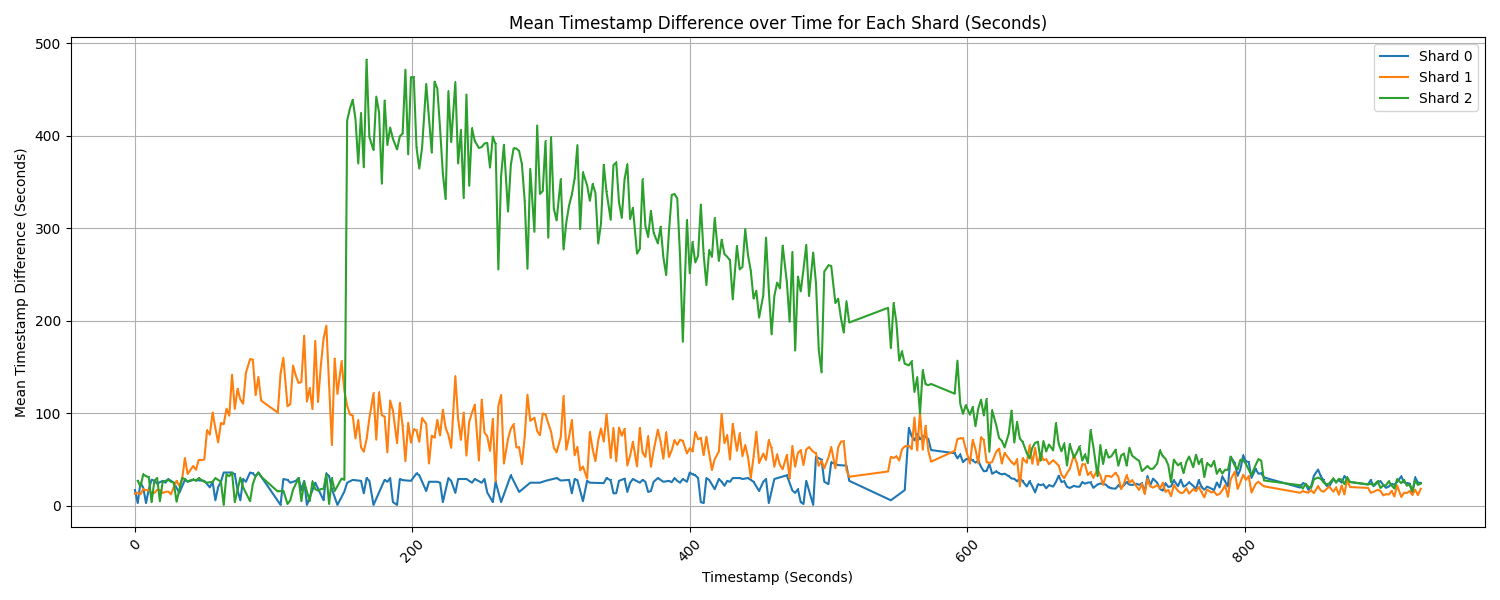 Mean Timestamp Difference over Time for Each Shard (Seconds)
Mean Timestamp Difference (Seconds)
500
400
300
200
100
0
Shard 0
Shard 1
Shard 2
0
200
400
600
800
Timestamp (Seconds)